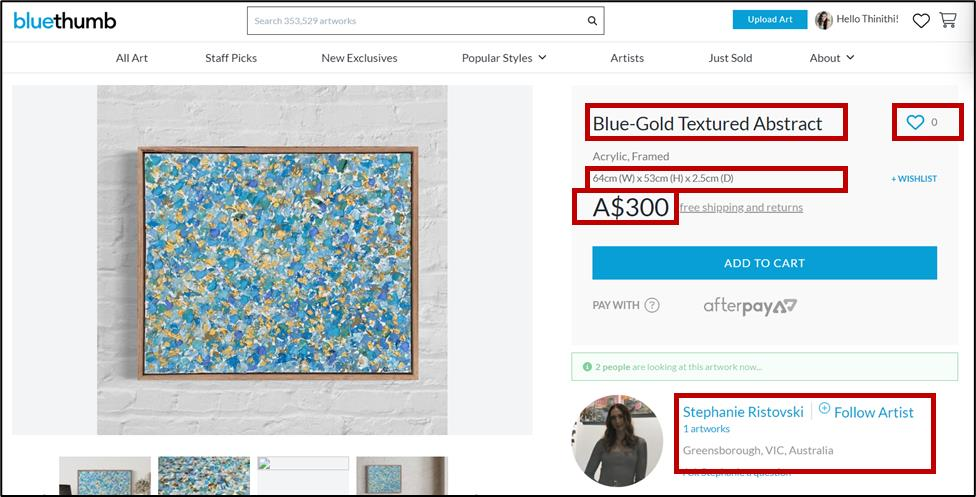 bluethumb
Search 353,529 artworks
Upload Art
Hello Thinithi!
All Art Staff Picks New Exclusives Popular Styles Artists Just Sold About
Blue-Gold Textured Abstract
0
Acrylic, Framed
64cm (W) x 53cm (H) x 2.5cm (D)
+ WISHLIST
A$300 free shipping and returns
ADD TO CART
PAY WITH ? afterpay
2 people are looking at this artwork now...
Stephanie Ristovski Follow Artist
1 artworks
Greensborough, VIC, Australia
Stephanie a question